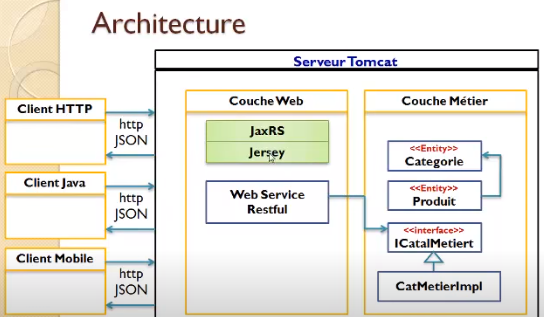 Architecture
Serveur Tomcat
Client HTTP
http
JSON
Client Java
http
JSON
Client Mobile
http
JSON
Couche Web
JaxRS
Jersey
Web Service
Restful
Couche Métier
<<Entity>>
Categorie
<<Entity>>
Produit
<<interface>>
ICatalMetiert
CatMetierImpl